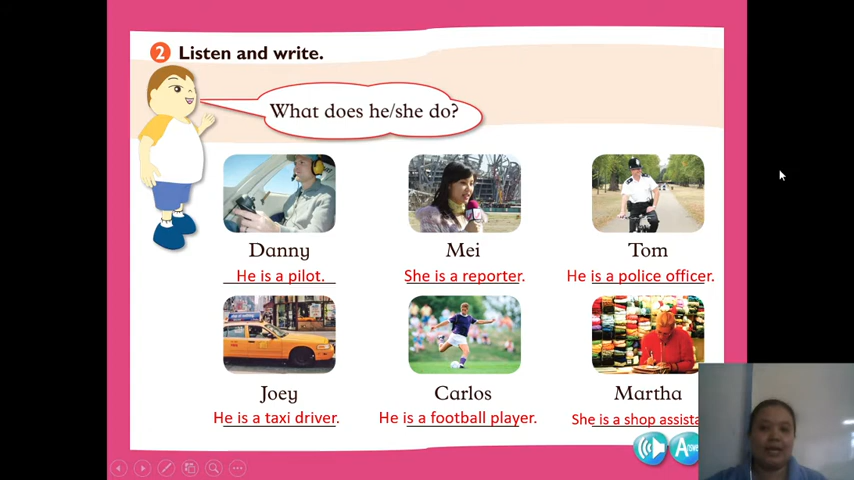 2 Listen and write.
What does he/she do?
Danny Mei Tom
He is a pilot. She is a reporter. He is a police officer.
Joey Carlos Martha
He is a taxi driver. He is a football player. She is a shop